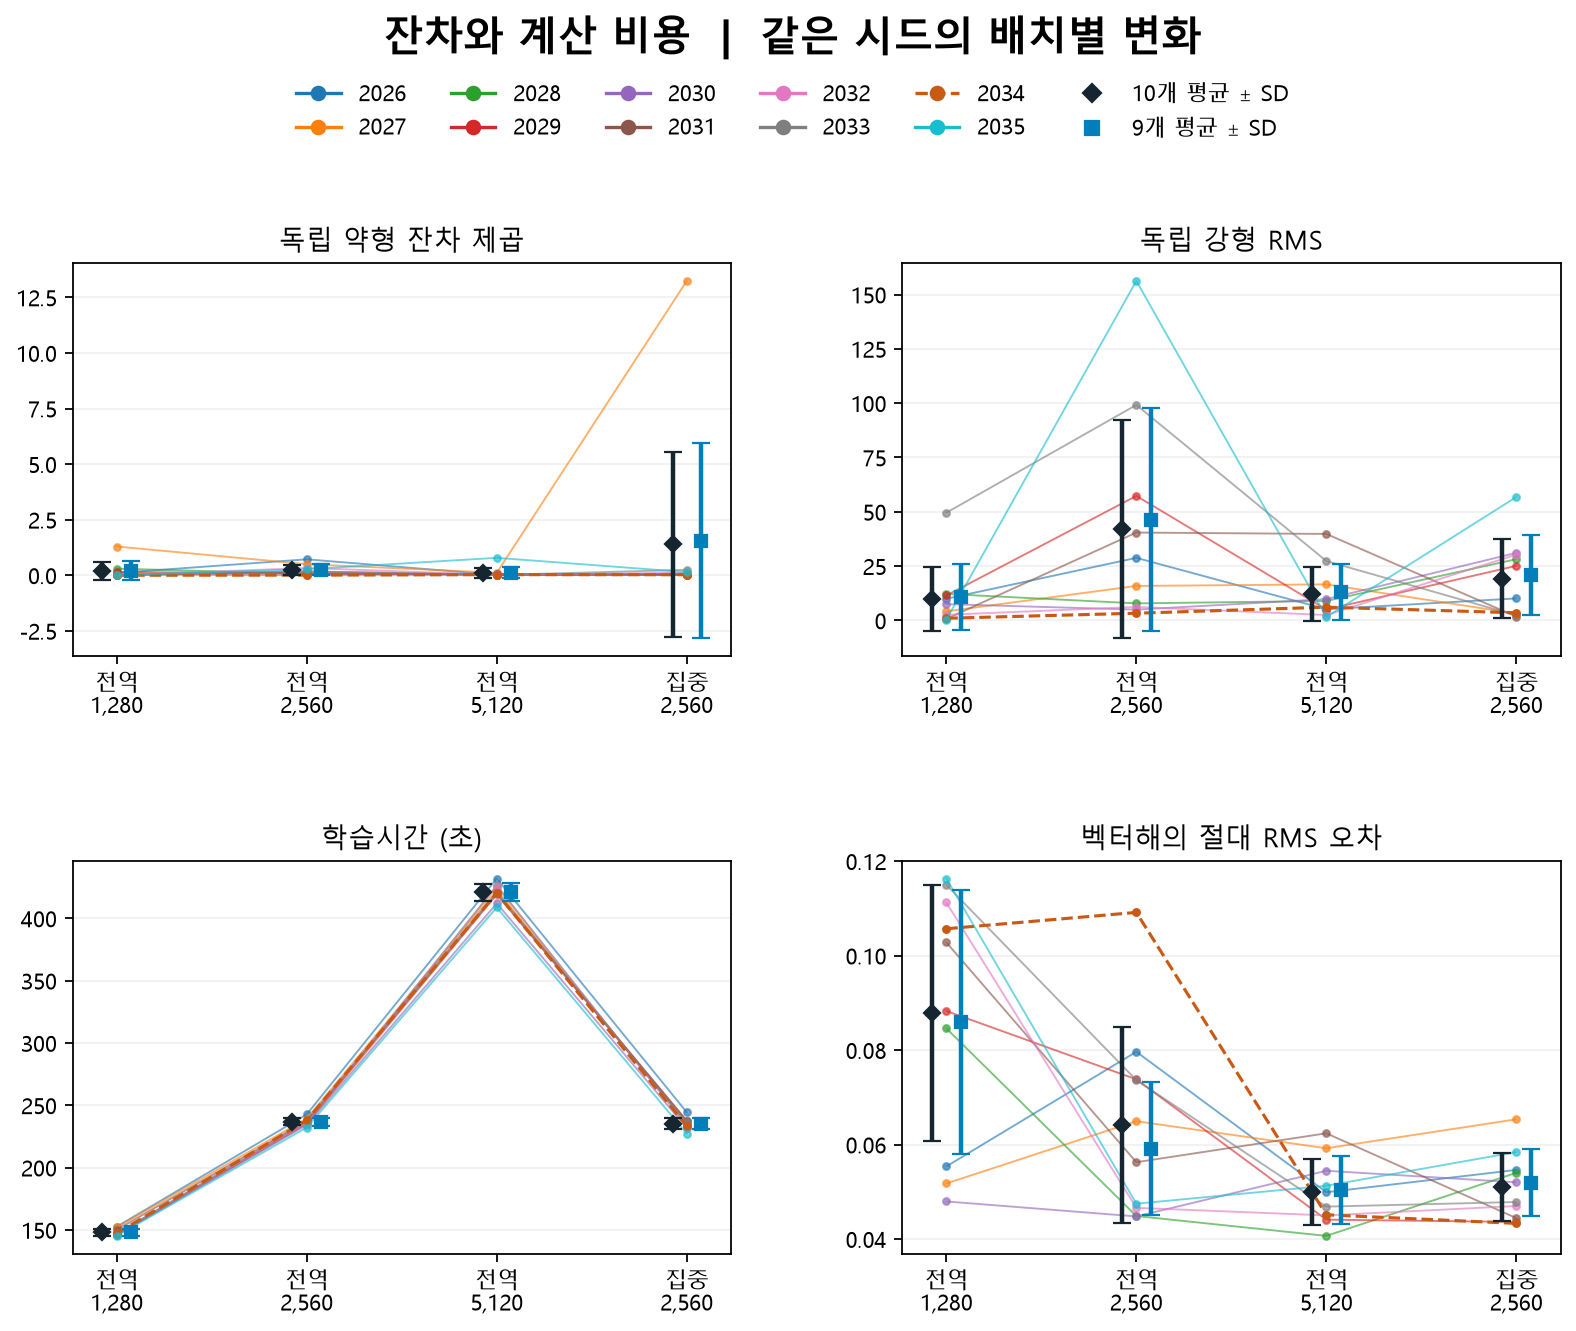 잔차와 계산 비용 | 같은 시드의 배치별 변화
2026 2028 2030 2032 2034 10개 평균 ± SD
2027 2029 2031 2033 2035 9개 평균 ± SD
독립 약형 잔차 제곱
12.5
10.0
7.5
5.0
2.5
0.0
-2.5
전역 전역 전역 집중
1,280 2,560 5,120 2,560
독립 강형 RMS
150
125
100
75
50
25
0
전역 전역 전역 집중
1,280 2,560 5,120 2,560
학습시간 (초)
400
350
300
250
200
150
전역 전역 전역 집중
1,280 2,560 5,120 2,560
벡터해의 절대 RMS 오차
0.12
0.10
0.08
0.06
0.04
전역 전역 전역 집중
1,280 2,560 5,120 2,560